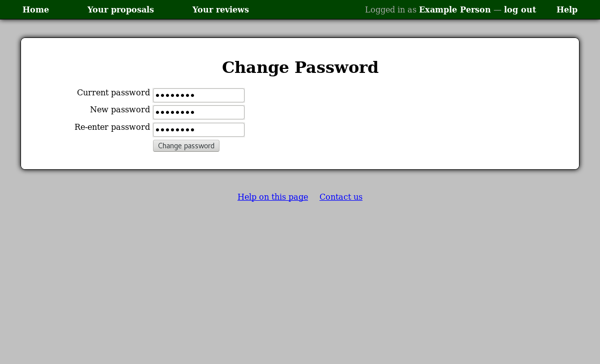 Home Your proposals Your reviews Logged in as Example Person — log out Help
Change Password
Current password ••••••••
New password ••••••••
Re-enter password ••••••••
Change password
Help on this page Contact us